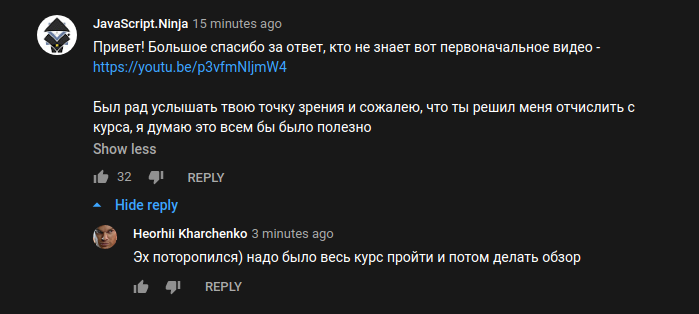 JavaScript.Ninja 15 minutes ago
Привет! Большое спасибо за ответ, кто не знает вот первоначальное видео -
https://youtu.be/p3vfmNIjmW4
Был рад услышать твою точку зрения и сожалею, что ты решил меня отчислить с
курса, я думаю это всем бы было полезно
Show less
32 REPLY
Hide reply
Heorhii Kharchenko 3 minutes ago
Эх поторопился) надо было весь курс пройти и потом делать обзор
REPLY